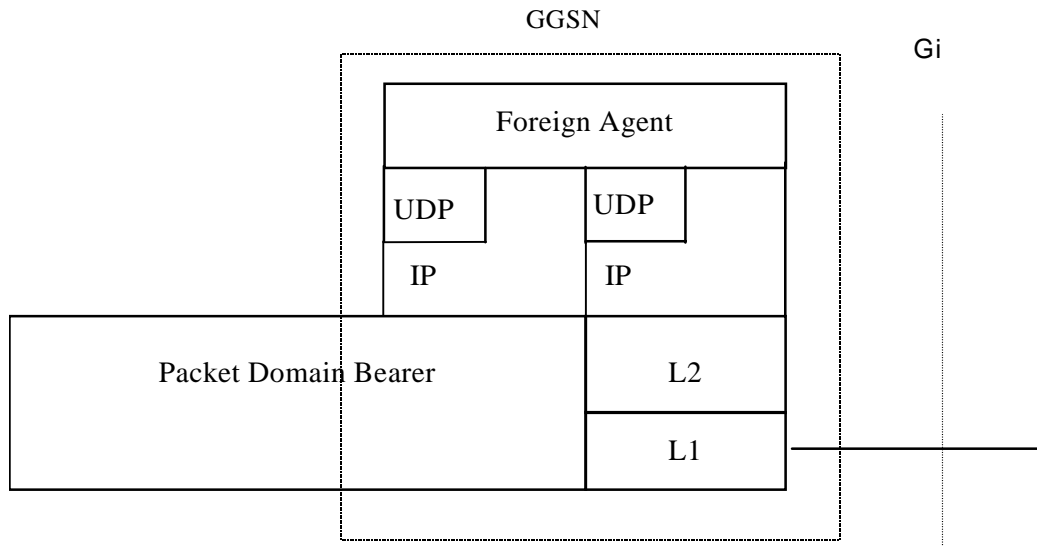 GGSN
Gi
Foreign Agent
UDP UDP
IP IP
Packet Domain Bearer L2
L1